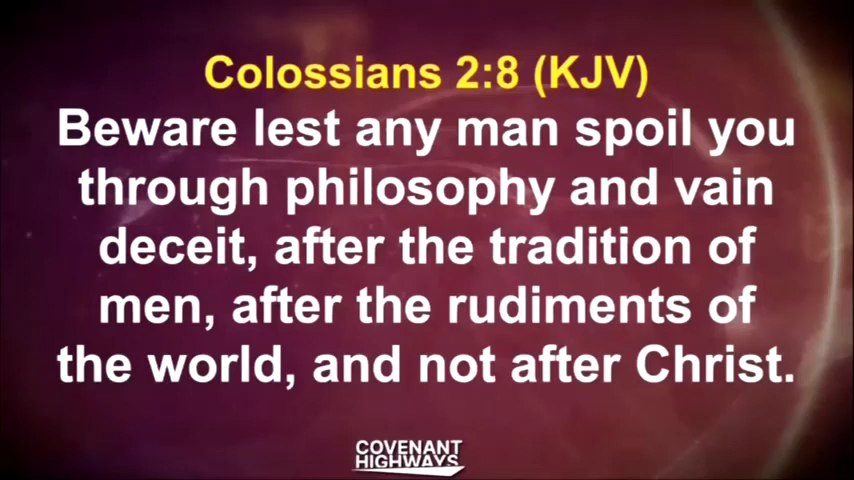 Colossians 2:8 (KJV)
Beware lest any man spoil you
through philosophy and vain
deceit, after the tradition of
men, after the rudiments of
the world, and not after Christ.
COVENANT
HIGHWAYS